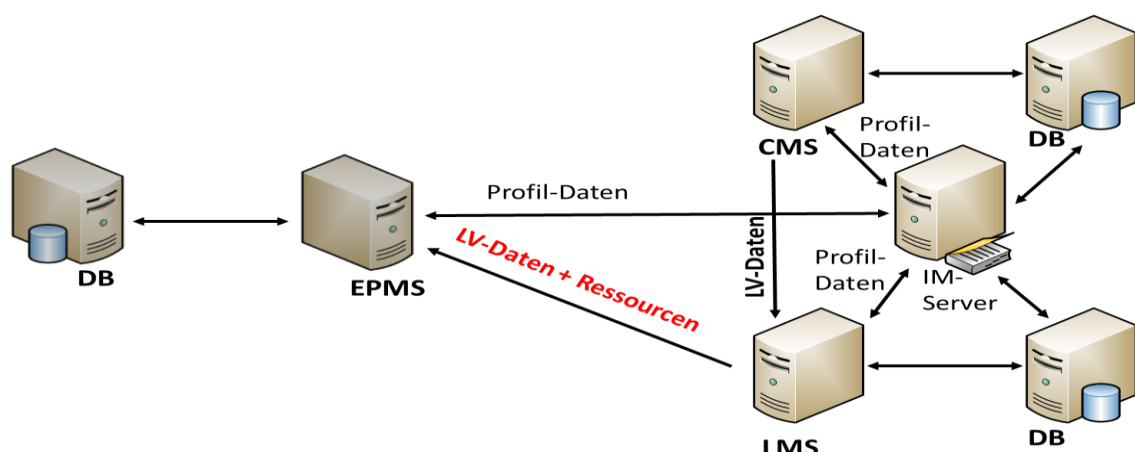 CMS
DB
Profil-
Daten
Profil-Daten
DB
EPMS
LV-Daten + Ressourcen
LV-Daten
Profil-
Daten
IM-
Server
LMS
DB